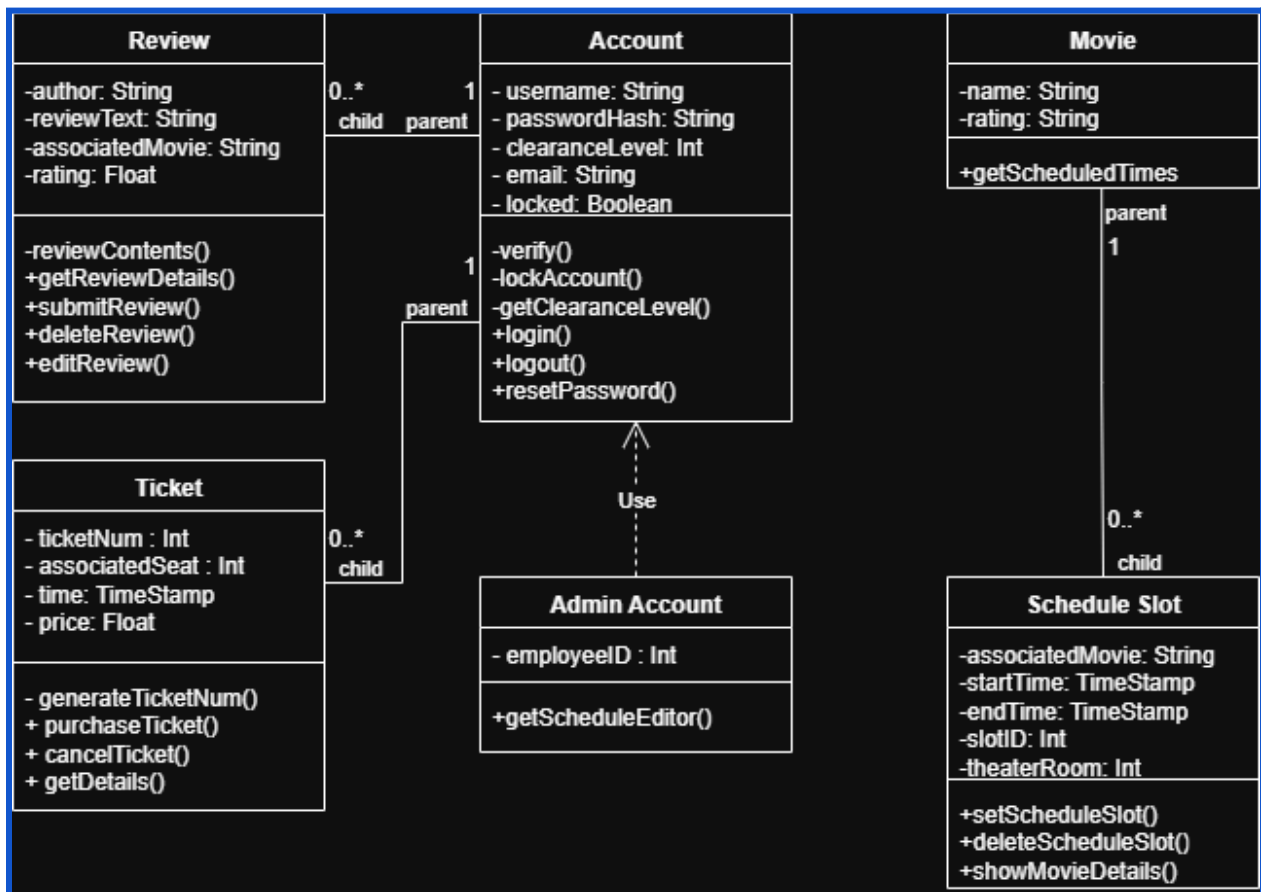 Review
-author: String
-reviewText: String
-associatedMovie: String
-rating: Float
-reviewContents()
+getReviewDetails()
+submitReview()
+deleteReview()
+editReview()
0..*
1
child
parent
Account
- username: String
- passwordHash: String
- clearanceLevel: Int
- email: String
- locked: Boolean
-verify()
-lockAccount()
-getClearanceLevel()
+login()
+logout()
+resetPassword()
1
parent
Movie
-name: String
-rating: String
+getScheduledTimes
parent
1
Ticket
- ticketNum : Int
- associatedSeat : Int
- time: TimeStamp
- price: Float
- generateTicketNum()
+ purchaseTicket()
+ cancelTicket()
+ getDetails()
0..*
child
Use
Admin Account
- employeeID : Int
+getScheduleEditor()
0..*
child
Schedule Slot
-associatedMovie: String
-startTime: TimeStamp
-endTime: TimeStamp
-slotID: Int
-theaterRoom: Int
+setScheduleSlot()
+deleteScheduleSlot()
+showMovieDetails()